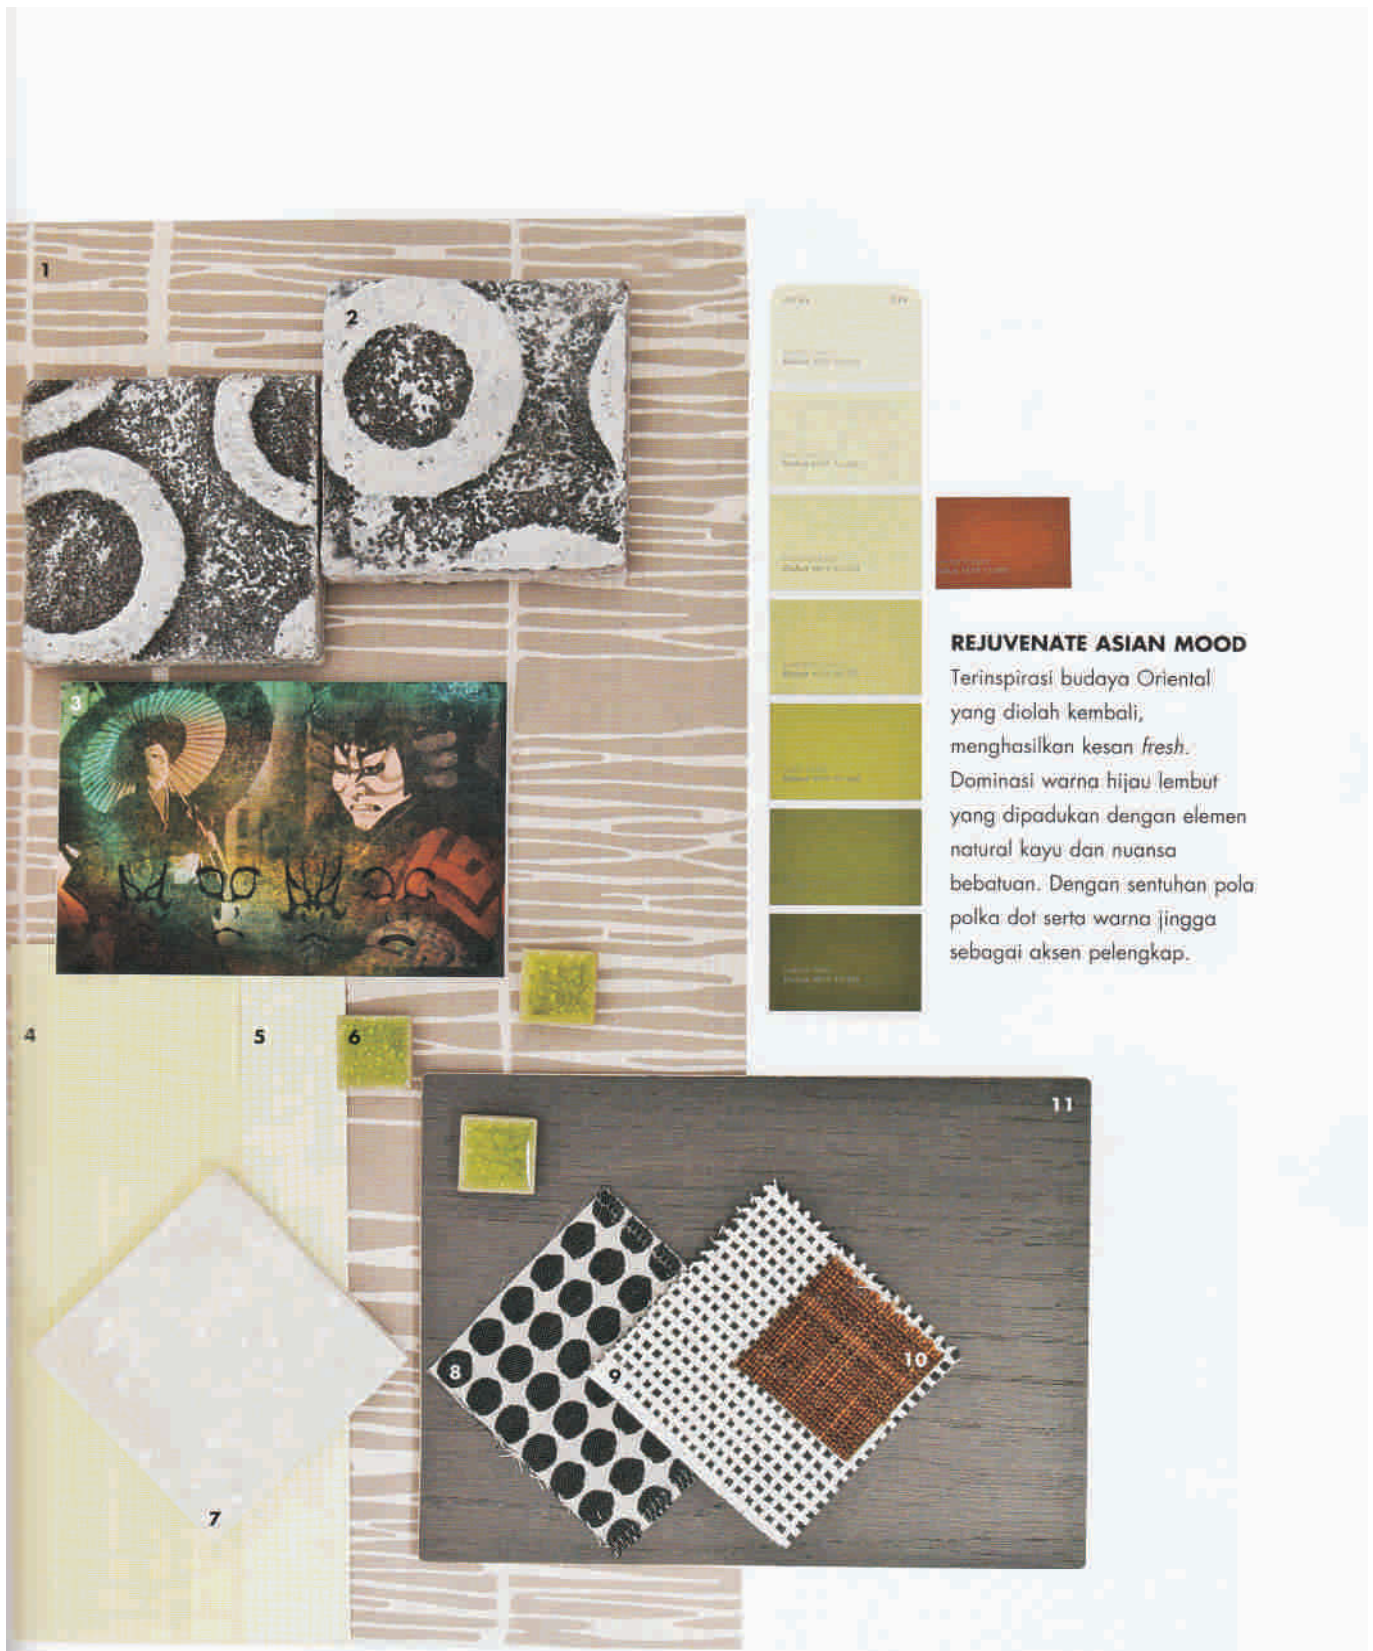 1
2
3
REJUVENATE ASIAN MOOD
Terinspirasi budaya Oriental
yang diolah kembali,
menghasilkan kesan fresh.
Dominasi warna hijau lembut
yang dipadukan dengan elemen
natural kayu dan nuansa
bebatuan. Dengan sentuhan pola
polka dot serta warna jingga
sebagai aksen pelengkap.
4
5
6
11
8
9
10
7